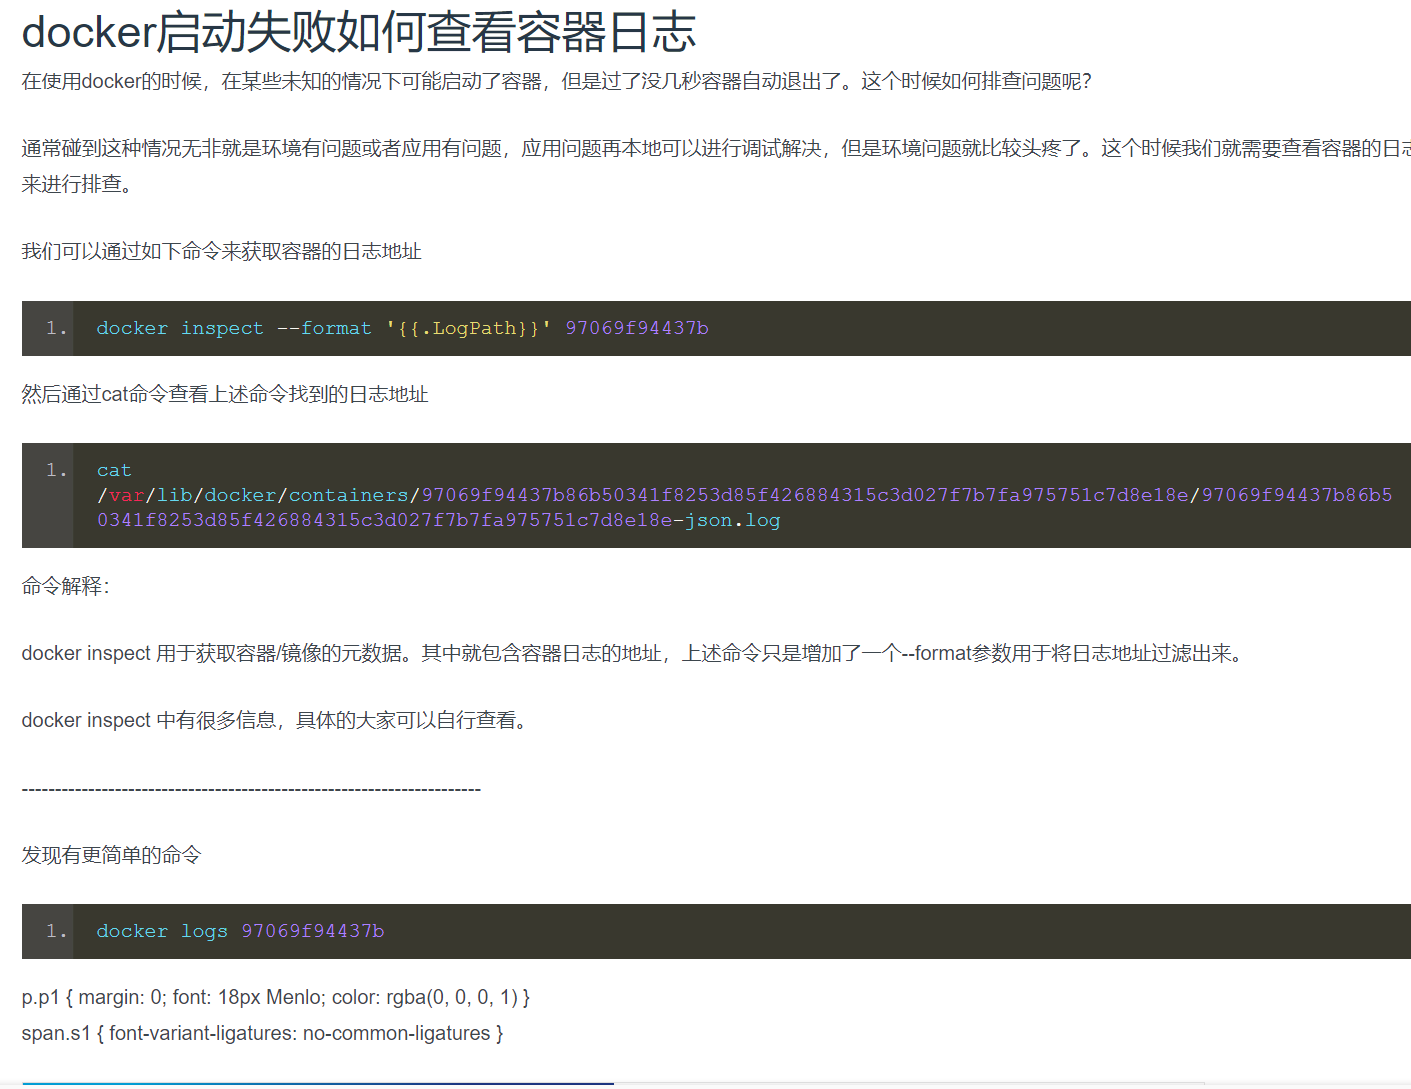 docker启动失败如何查看容器日志
在使用docker的时候，在某些未知的情况下可能启动了容器，但是过了没几秒容器自动退出了。这个时候如何排查问题呢？
通常碰到这种情况无非就是环境有问题或者应用有问题，应用问题再本地可以进行调试解决，但是环境问题就比较头疼了。这个时候我们就需要查看容器的日志
来进行排查。
我们可以通过如下命令来获取容器的日志地址
1. docker inspect --format '{{.LogPath}}' 97069f94437b
然后通过cat命令查看上述命令找到的日志地址
1. cat
/var/lib/docker/containers/97069f94437b86b50341f8253d85f426884315c3d027f7b7fa975751c7d8e18e/97069f94437b86b5
0341f8253d85f426884315c3d027f7b7fa975751c7d8e18e-json.log
命令解释：
docker inspect 用于获取容器/镜像的元数据。其中就包含容器日志的地址，上述命令只是增加了一个--format参数用于将日志地址过滤出来。
docker inspect 中有很多信息，具体的大家可以自行查看。
---------------------------------------------------------------------
发现有更简单的命令
1. docker logs 97069f94437b
p.p1 { margin: 0; font: 18px Menlo; color: rgba(0, 0, 0, 1) }
span.s1 { font-variant-ligatures: no-common-ligatures }